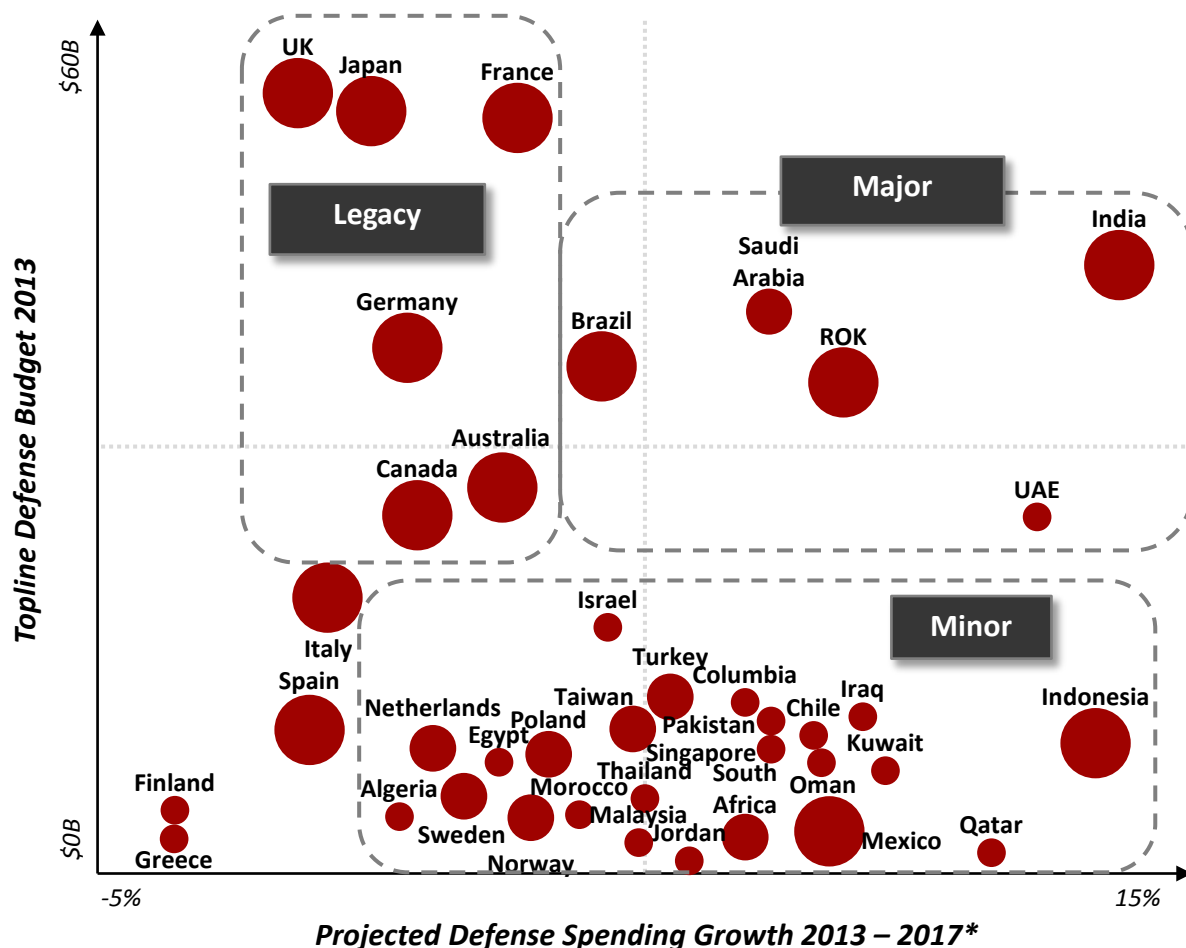 $60B
UK
Japan
France
Major
Legacy
India
Saudi
Arabia
Germany
Brazil
ROK
Topline Defense Budget 2013
Australia
Canada
UAE
Israel
Minor
Italy
Turkey
Columbia
Spain
Taiwan
Iraq
Indonesia
Netherlands
Poland
Pakistan
Chile
Egypt
Singapore
Kuwait
Thailand
South
Finland
Algeria
Morocco
Oman
Malaysia
Africa
Sweden
Jordan
Mexico
Qatar
$0B
Greece
Norway
-5%
15%
Projected Defense Spending Growth 2013 – 2017*